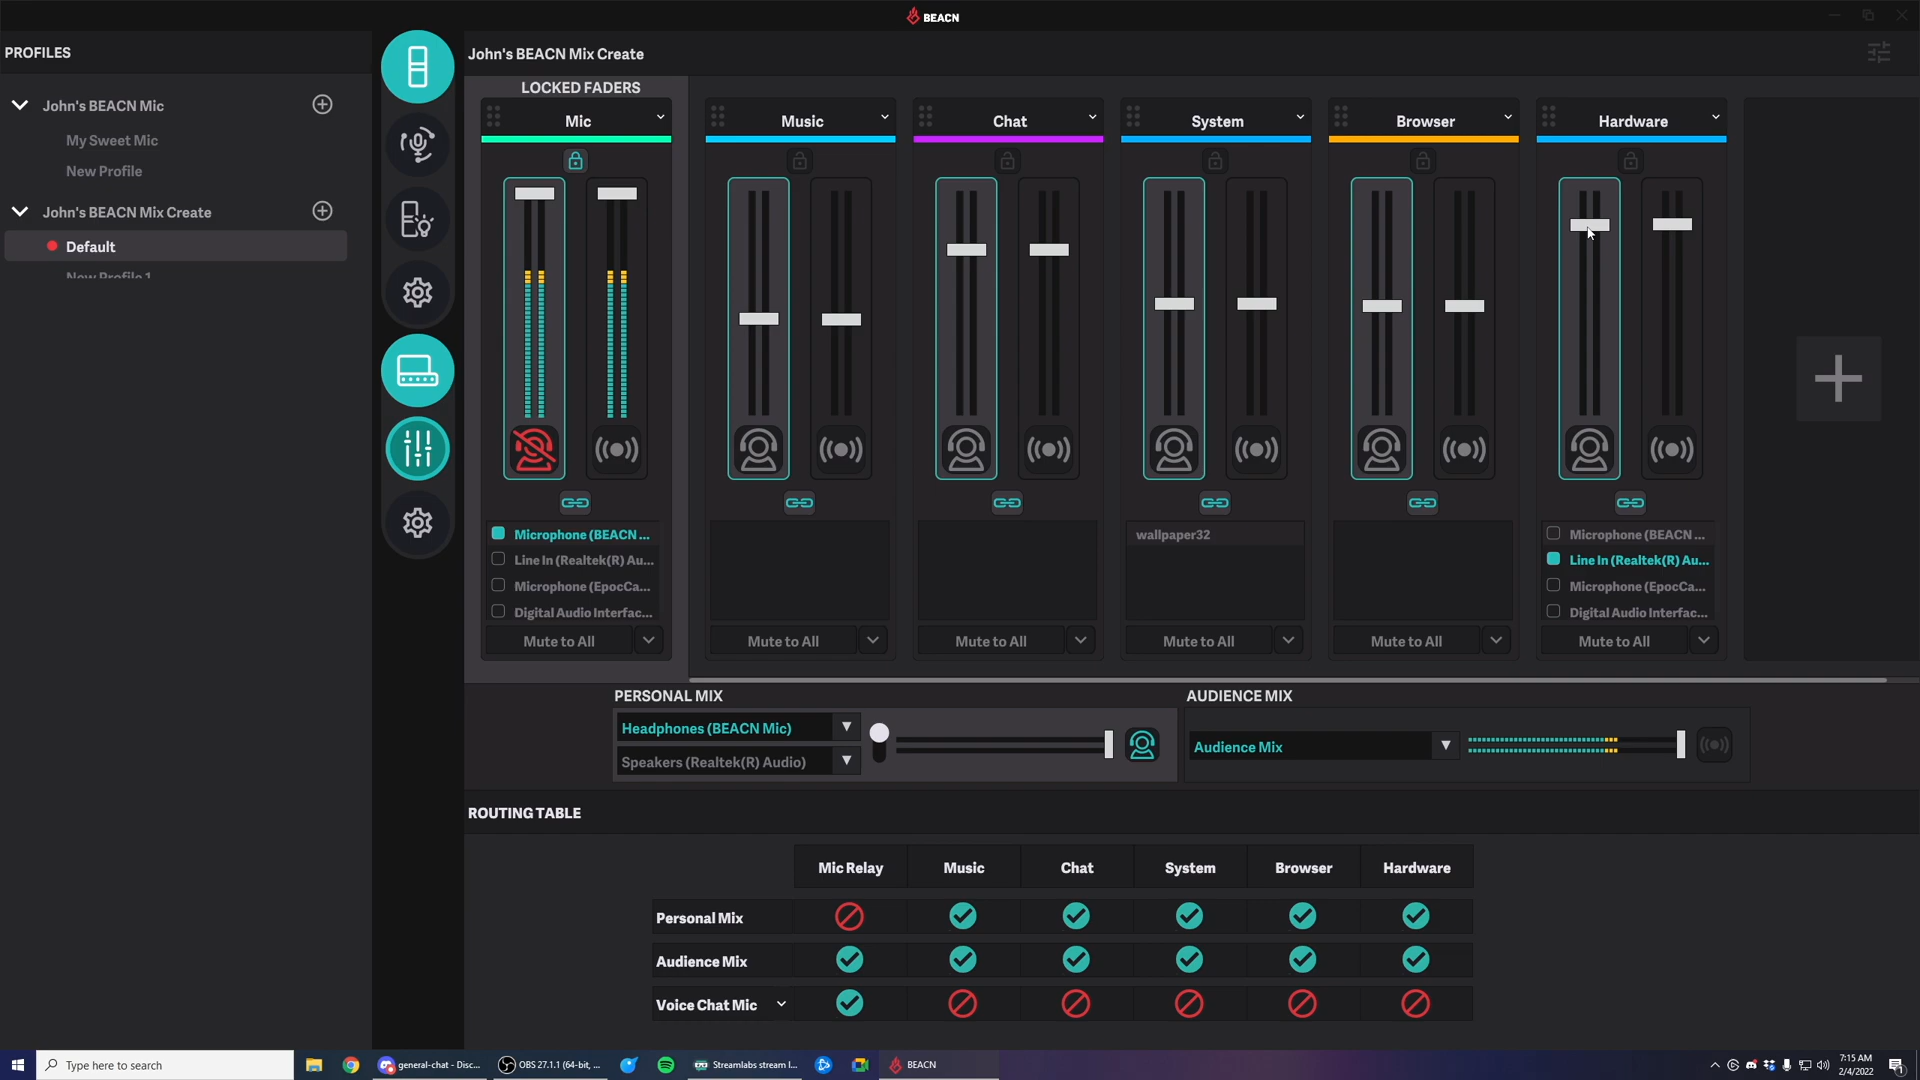 BEACN
PROFILES
John's BEACN Mix Create
John's BEACN Mic
My Sweet Mic
New Profile
John's BEACN Mix Create
Default
New Profile 1
LOCKED FADERS
Mic
Music
Chat
System
Browser
Hardware
Microphone (BEACN ...
Line In (Realtek(R) Au...
Microphone (EpocCa...
Digital Audio Interfac...
wallpaper32
Microphone (BEACN ...
Line In (Realtek(R) Au...
Microphone (EpocCa...
Digital Audio Interfac...
Mute to All
Mute to All
Mute to All
Mute to All
Mute to All
Mute to All
PERSONAL MIX
Headphones (BEACN Mic)
Speakers (Realtek(R) Audio)
AUDIENCE MIX
Audience Mix
ROUTING TABLE
Mic Relay
Music
Chat
System
Browser
Hardware
Personal Mix
Audience Mix
Voice Chat Mic
Type here to search
general-chat - Disc...
OBS 27.1.1 (64-bit, ...
Streamlabs stream l...
BEACN
7:15 AM
2/4/2022
1